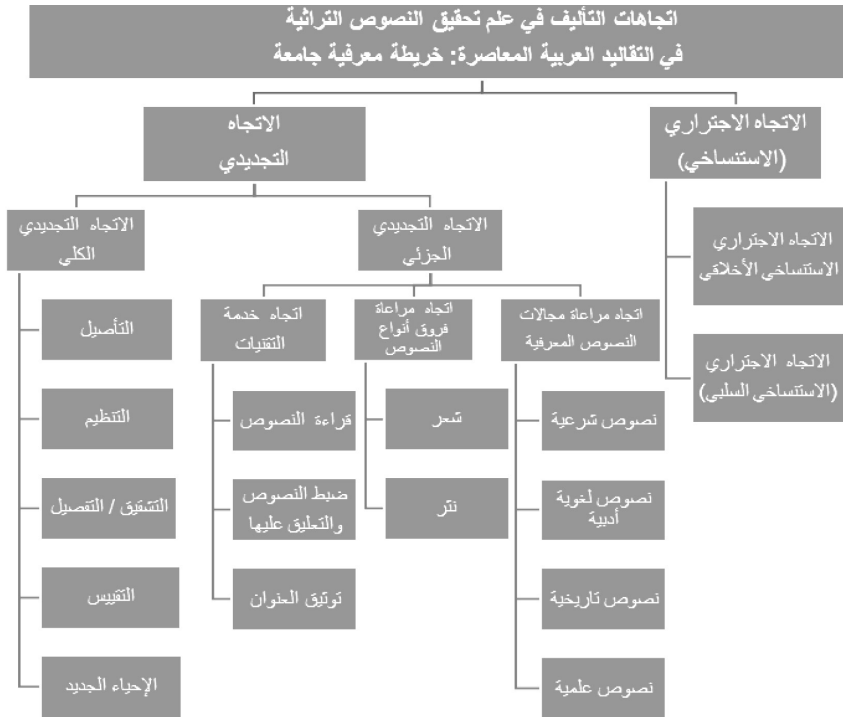 اتجاهات التأليف في علم تحقيق النصوص التراثية
في التقاليد العربية المعاصرة: خريطة معرفية جامعة
الاتجاه الاجتراري
(الاستنساخي)
الاتجاه
التجديدي
الاتجاه الاجتراري
الاستنساخي الأخلاقي
الاتجاه الاجتراري
(الاستنساخي السلبي)
الاتجاه التجديدي
الجزئي
الاتجاه التجديدي
الكلي
اتجاه مراعاة مجالات
النصوص المعرفية
اتجاه مراعاة
فروق أنواع
النصوص
اتجاه خدمة
التقنيات
نصوص شرعية
نصوص لغوية
أدبية
نصوص تاريخية
نصوص علمية
شعر
نثر
قراءة النصوص
ضبط النصوص
والتعليق عليها
توثيق العنوان
التأصيل
التنظيم
التشقيق / التفصيل
التقييس
الإحياء الجديد